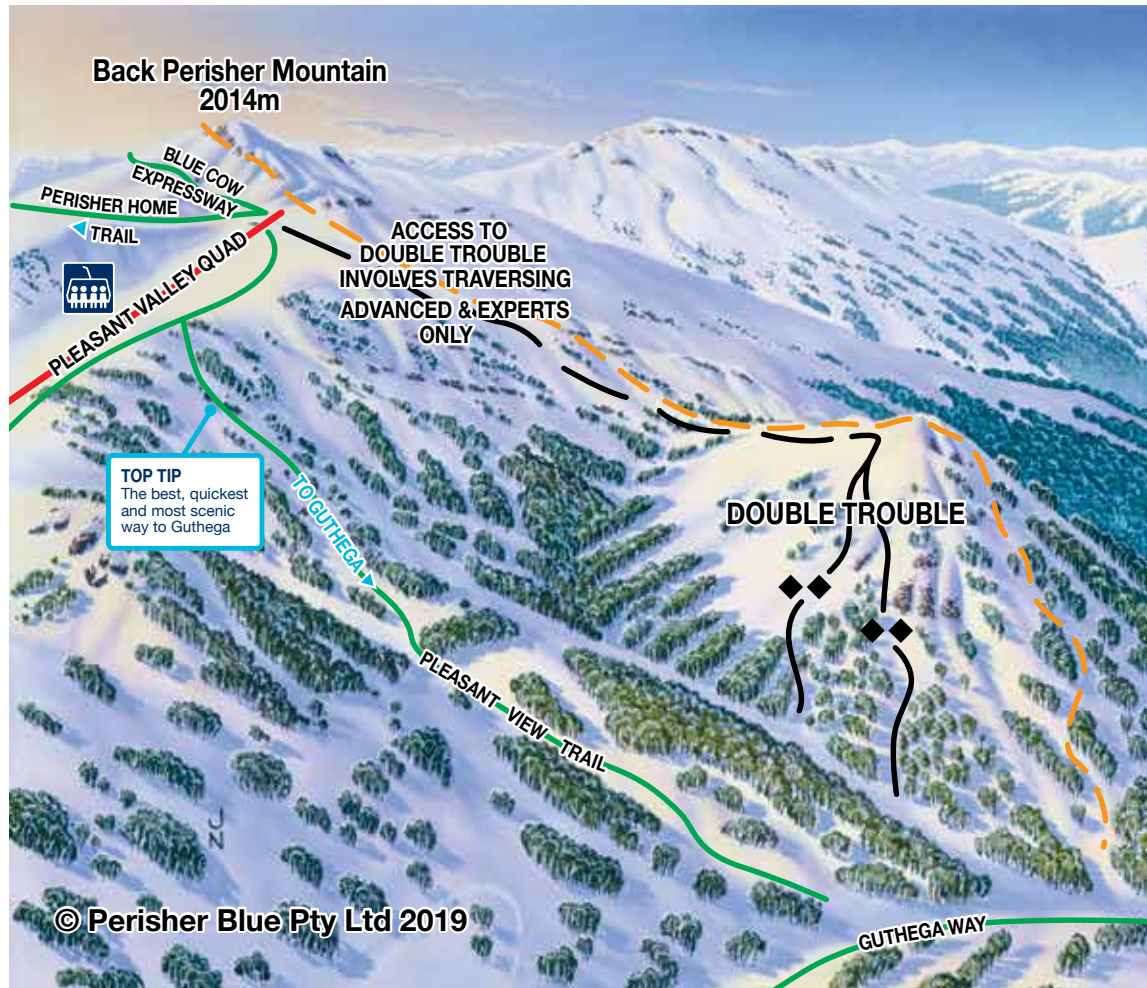 Back Perisher Mountain
2014m
BLUE COW
EXPRESSWAY
PERISHER HOME
TRAIL
PLEASANT VALLEY QUAD
ACCESS TO
DOUBLE TROUBLE
INVOLVES TRAVERSING
ADVANCED & EXPERTS
ONLY
TOP TIP
The best, quickest
and most scenic
way to Guthega
TO GUTHEGA
DOUBLE TROUBLE
PLEASANT VIEW TRAIL
J
N
© Perisher Blue Pty Ltd 2019
GUTHEGA WAY